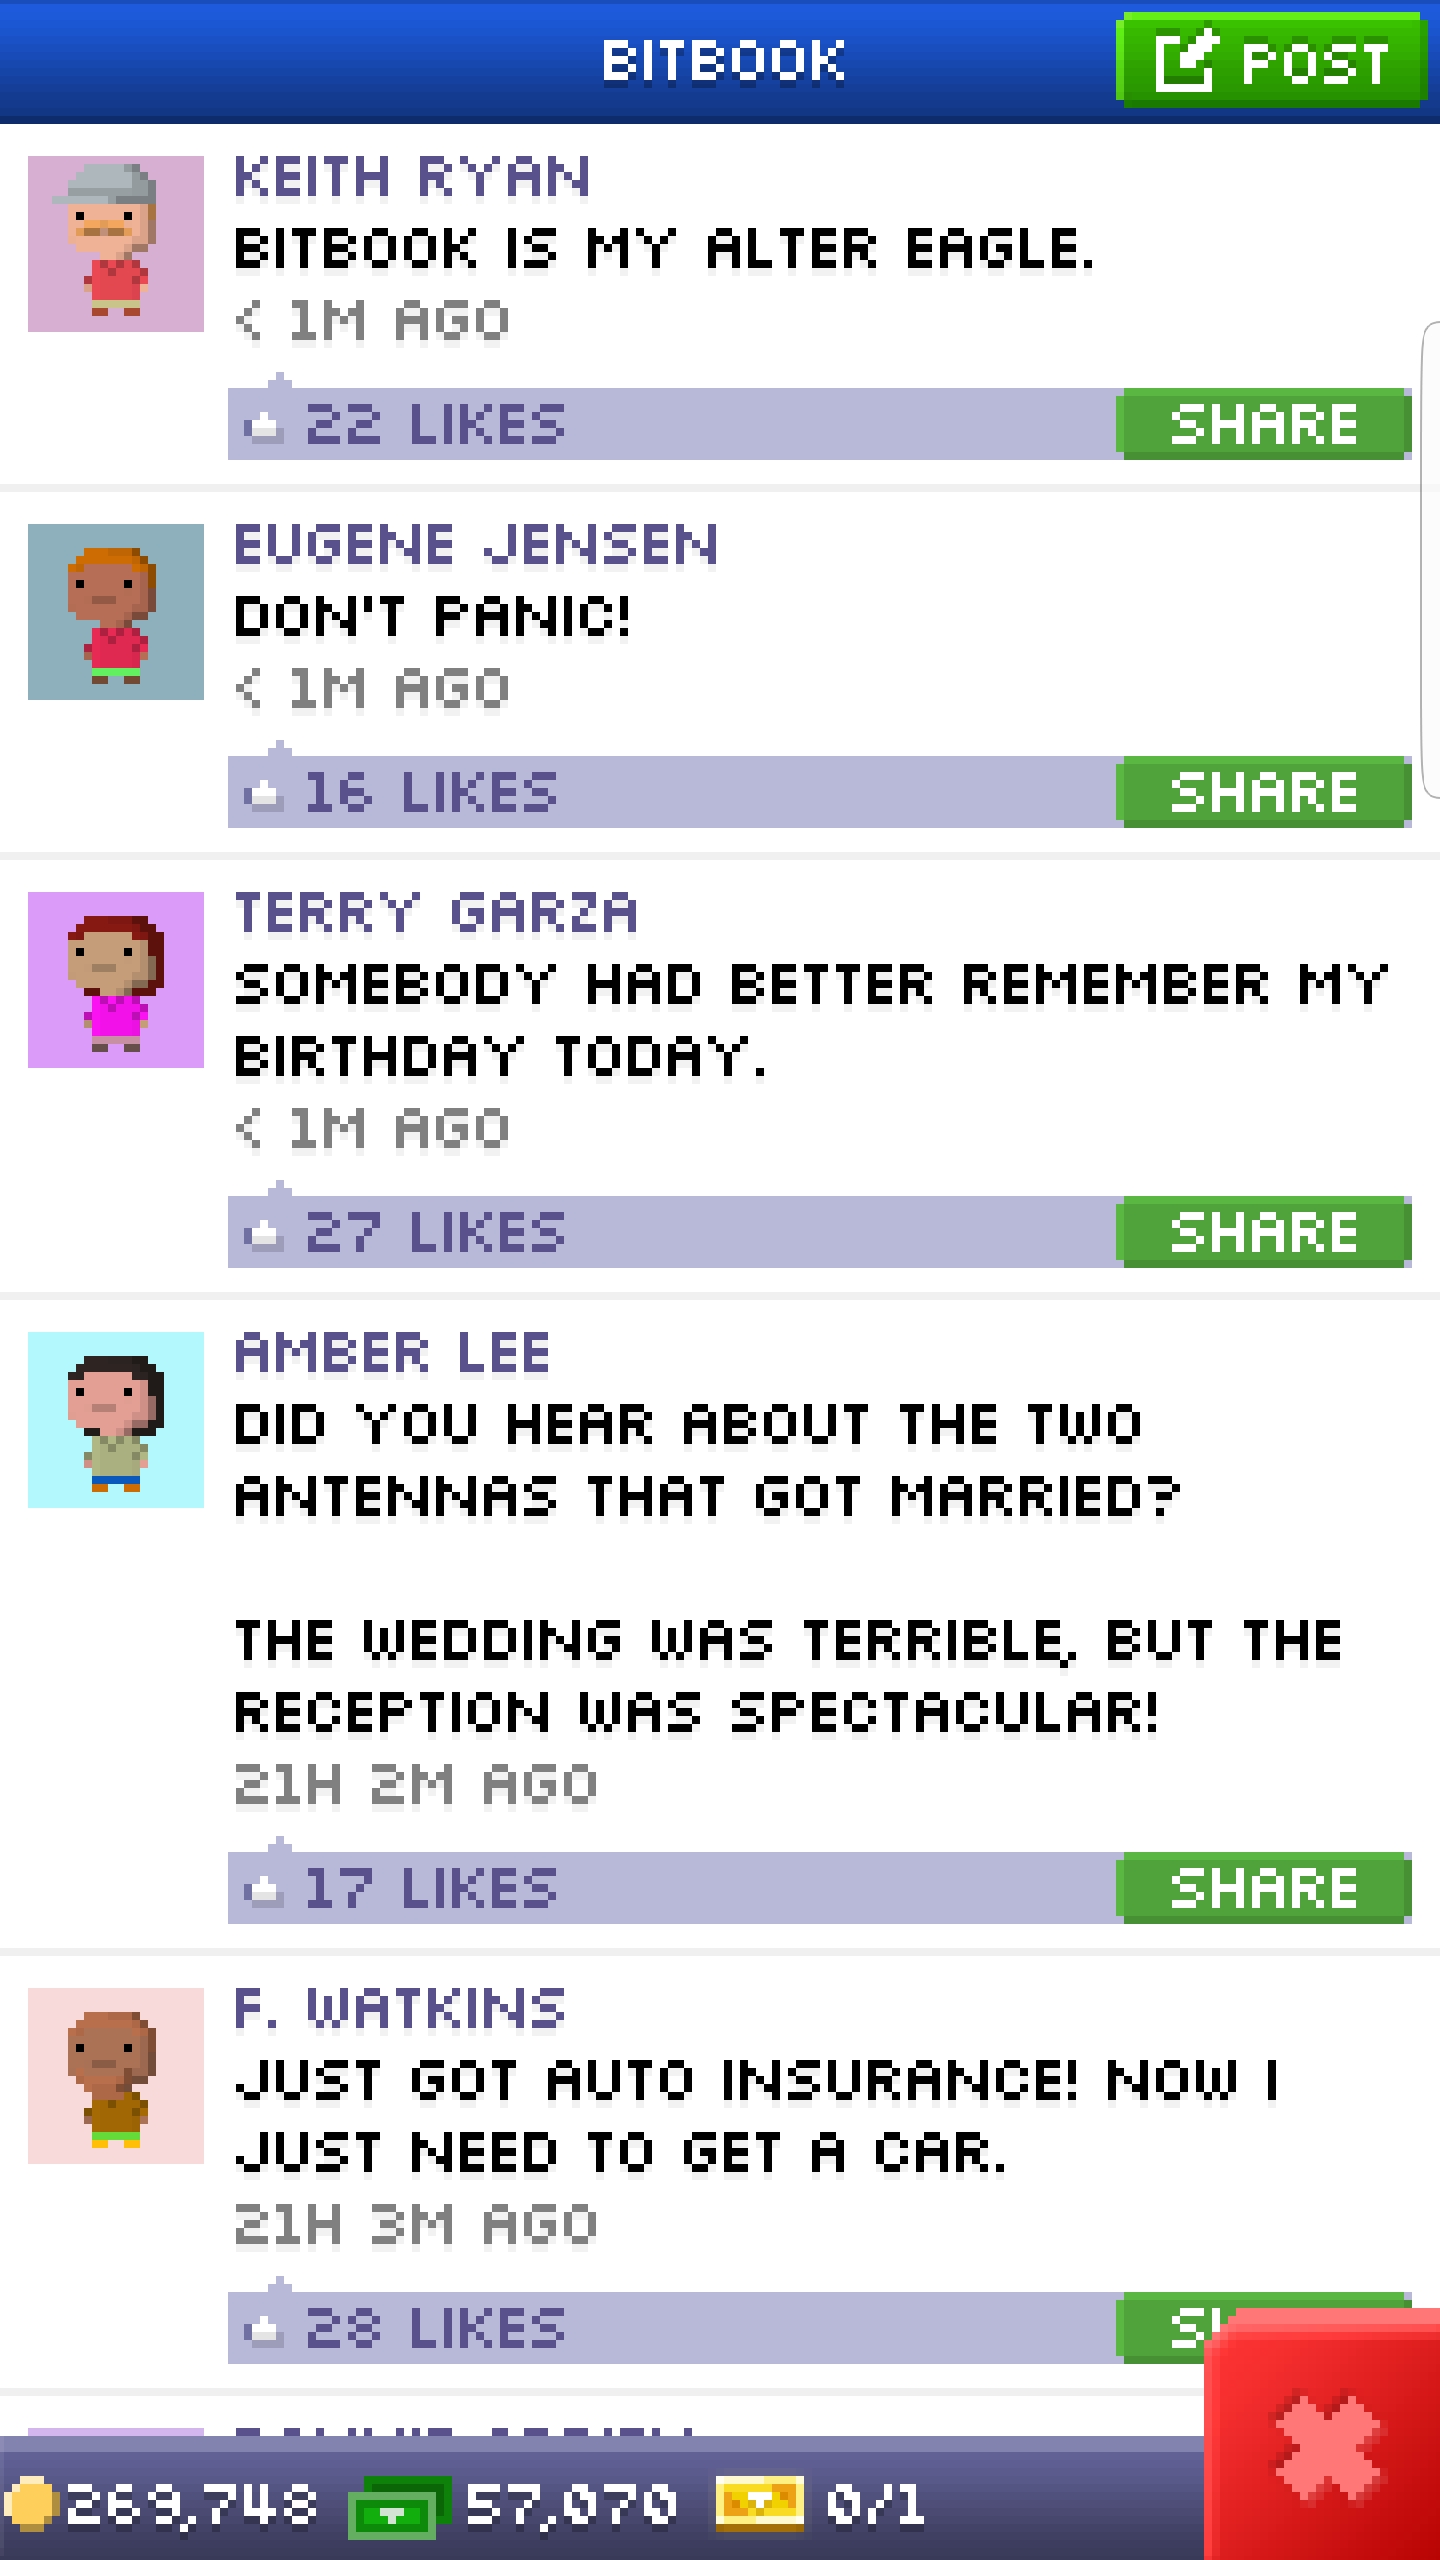 BITBOOK
POST
KEITH RYAN
BITBOOK IS MY ALTER EAGLE.
< 1M AGO
22 LIKES
SHARE
EUGENE JENSEN
DON'T PANIC!
< 1M AGO
16 LIKES
SHARE
TERRY GARZA
SOMEBODY HAD BETTER REMEMBER MY
BIRTHDAY TODAY.
< 1M AGO
27 LIKES
SHARE
AMBER LEE
DID YOU HEAR ABOUT THE TWO
ANTENNAS THAT GOT MARRIED?
THE WEDDING WAS TERRIBLE, BUT THE
RECEPTION WAS SPECTACULAR!
21H 2M AGO
17 LIKES
SHARE
F. WATKINS
JUST GOT AUTO INSURANCE! NOW I
JUST NEED TO GET A CAR.
21H 3M AGO
28 LIKES
269,748
57,070
0/1